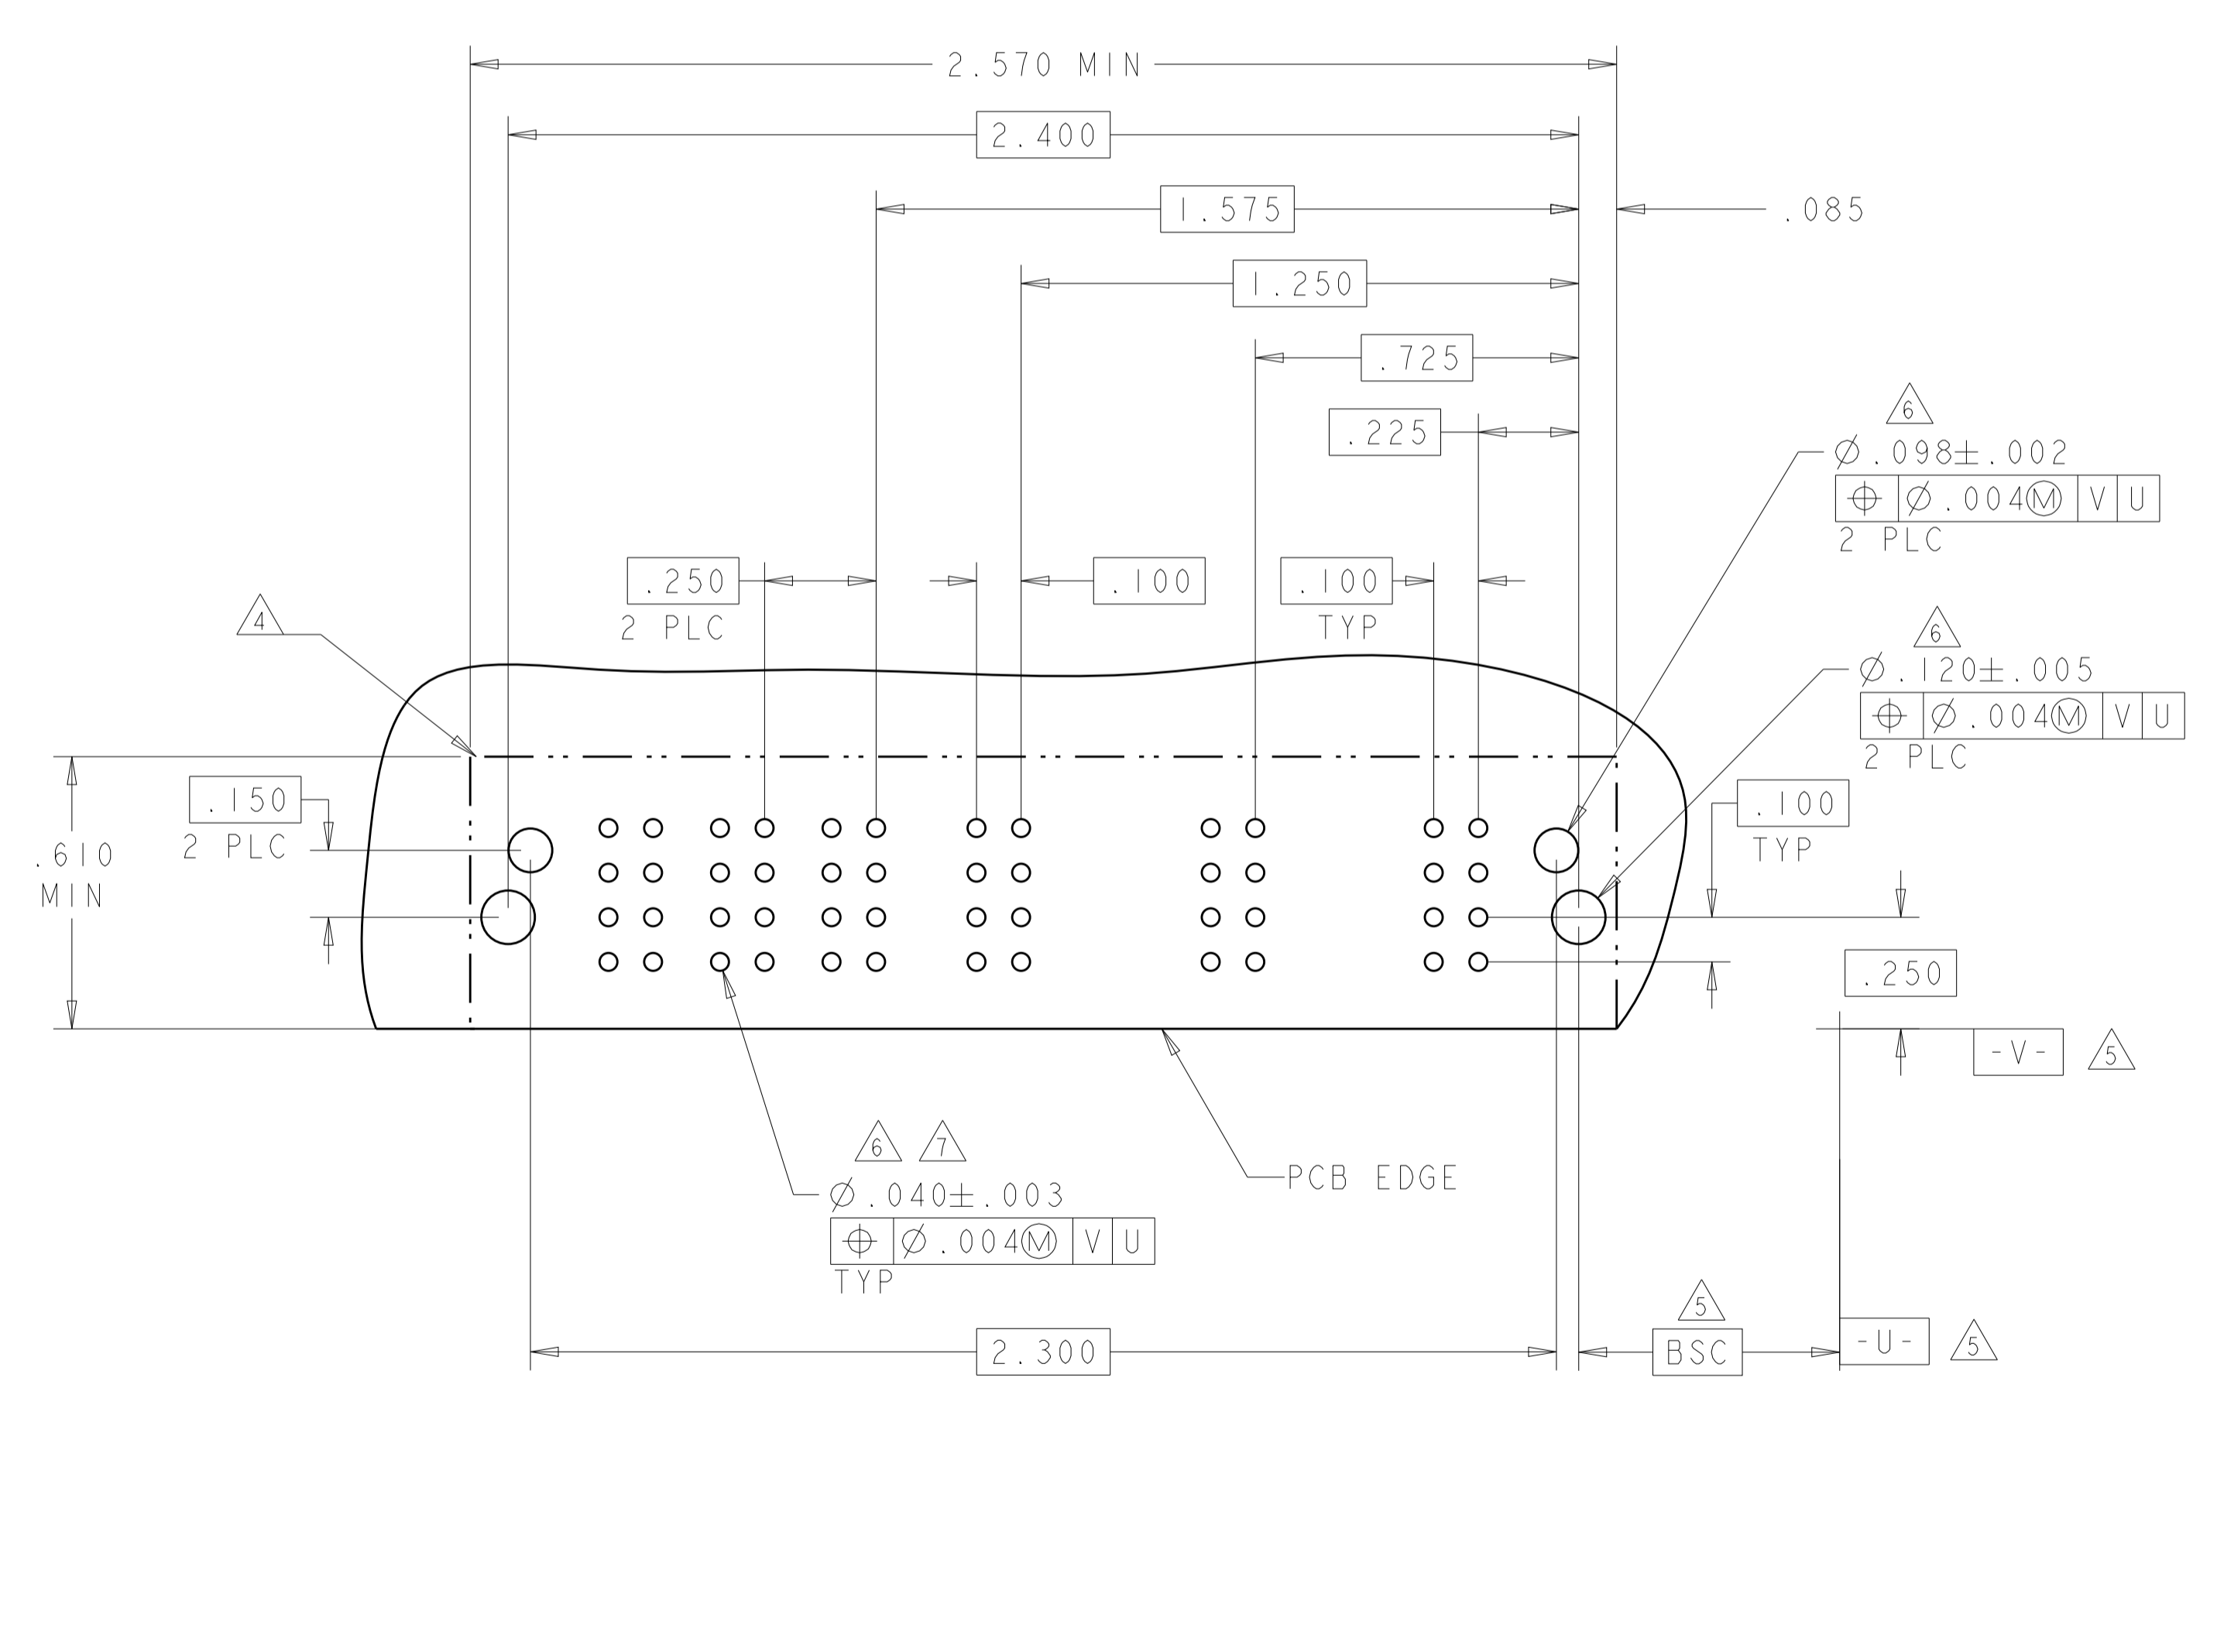 2.570 MIN
2.400
1.575
.085
1.250
.725
.225
6
⌀.098±.002
⌖ ⌀.004Ⓜ V U
2 PLC
.250
2 PLC
.100
.100
TYP
4
6
⌀.120±.005
⌖ ⌀.004Ⓜ V U
2 PLC
.150
2 PLC
.100
TYP
.610
MIN
.250
-V-
5
6 7
⌀.040±.003
⌖ ⌀.004Ⓜ V U
TYP
PCB EDGE
2.300
5
BSC
-U-
5